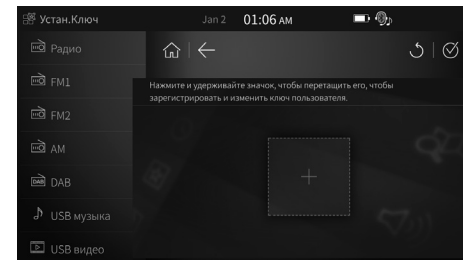 Устан.Ключ
Jan 2 01:06 AM
Радио
FM1
Нажмите и удерживайте значок, чтобы перетащить его, чтобы
зарегистрировать и изменить ключ пользователя.
FM2
AM
DAB DAB
USB музыка
USB видео